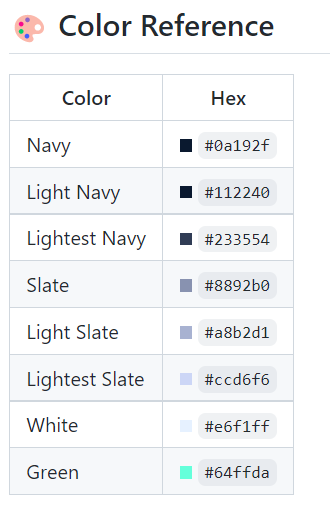 🎨 Color Reference
Color Hex
Navy #0a192f
Light Navy #112240
Lightest Navy #233554
Slate #8892b0
Light Slate #a8b2d1
Lightest Slate #ccd6f6
White #e6f1ff
Green #64ffda